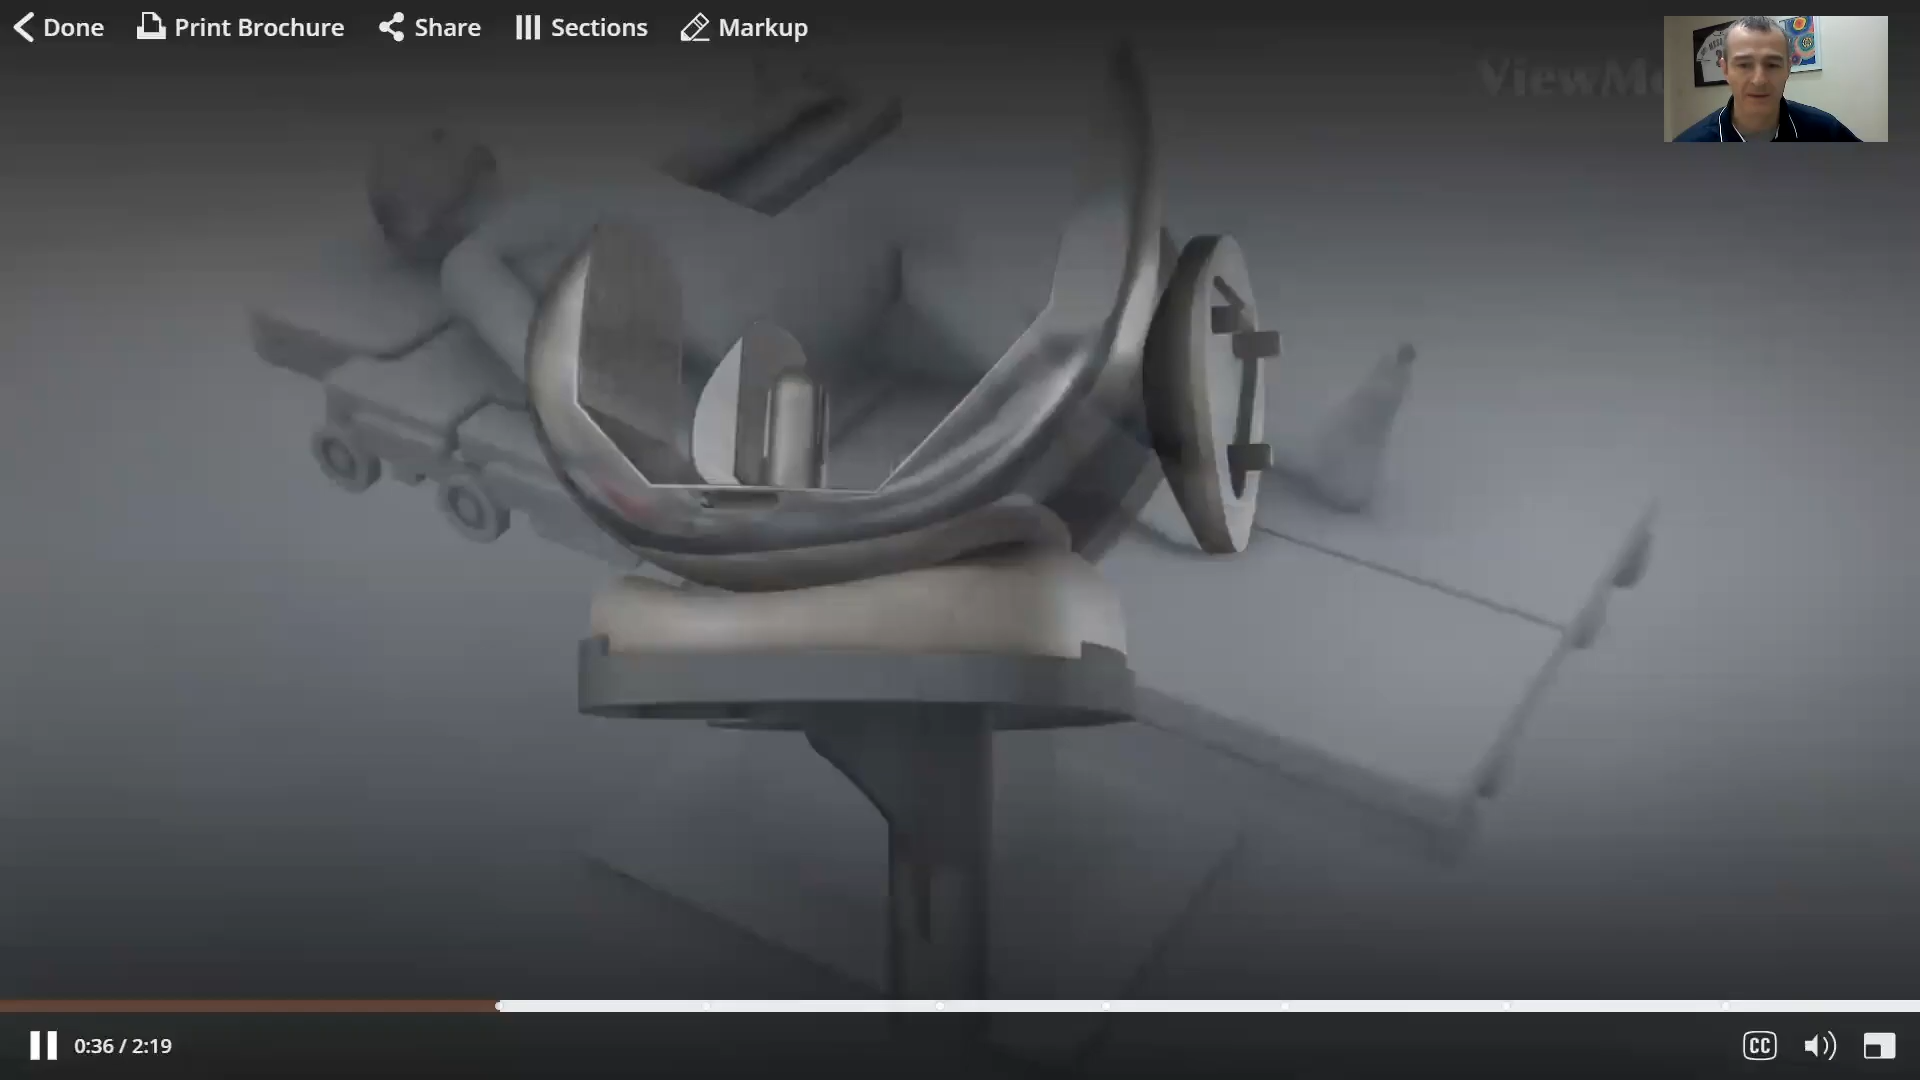 Done
Print Brochure
Share
Sections
Markup
0:36 / 2:19
CC